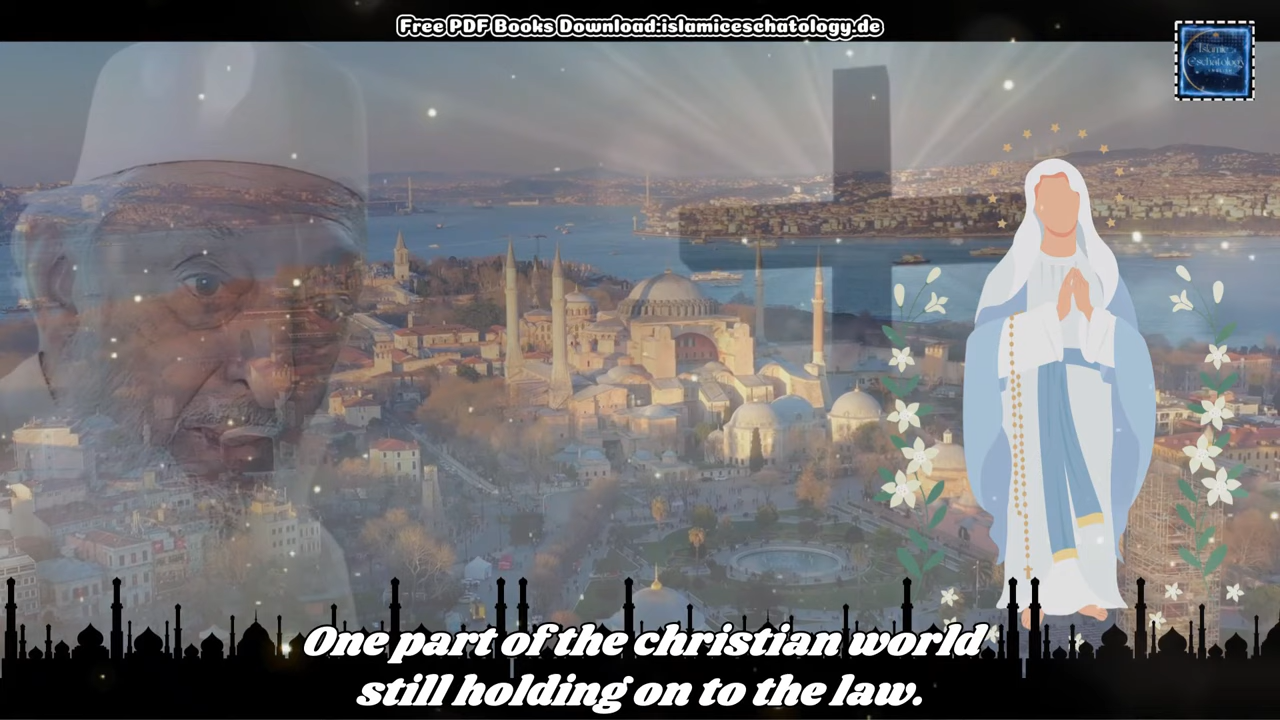 Free PDF Books Download:islamiceschatology.de
Islamic
Eschatology
One part of the christian world
still holding on to the law.